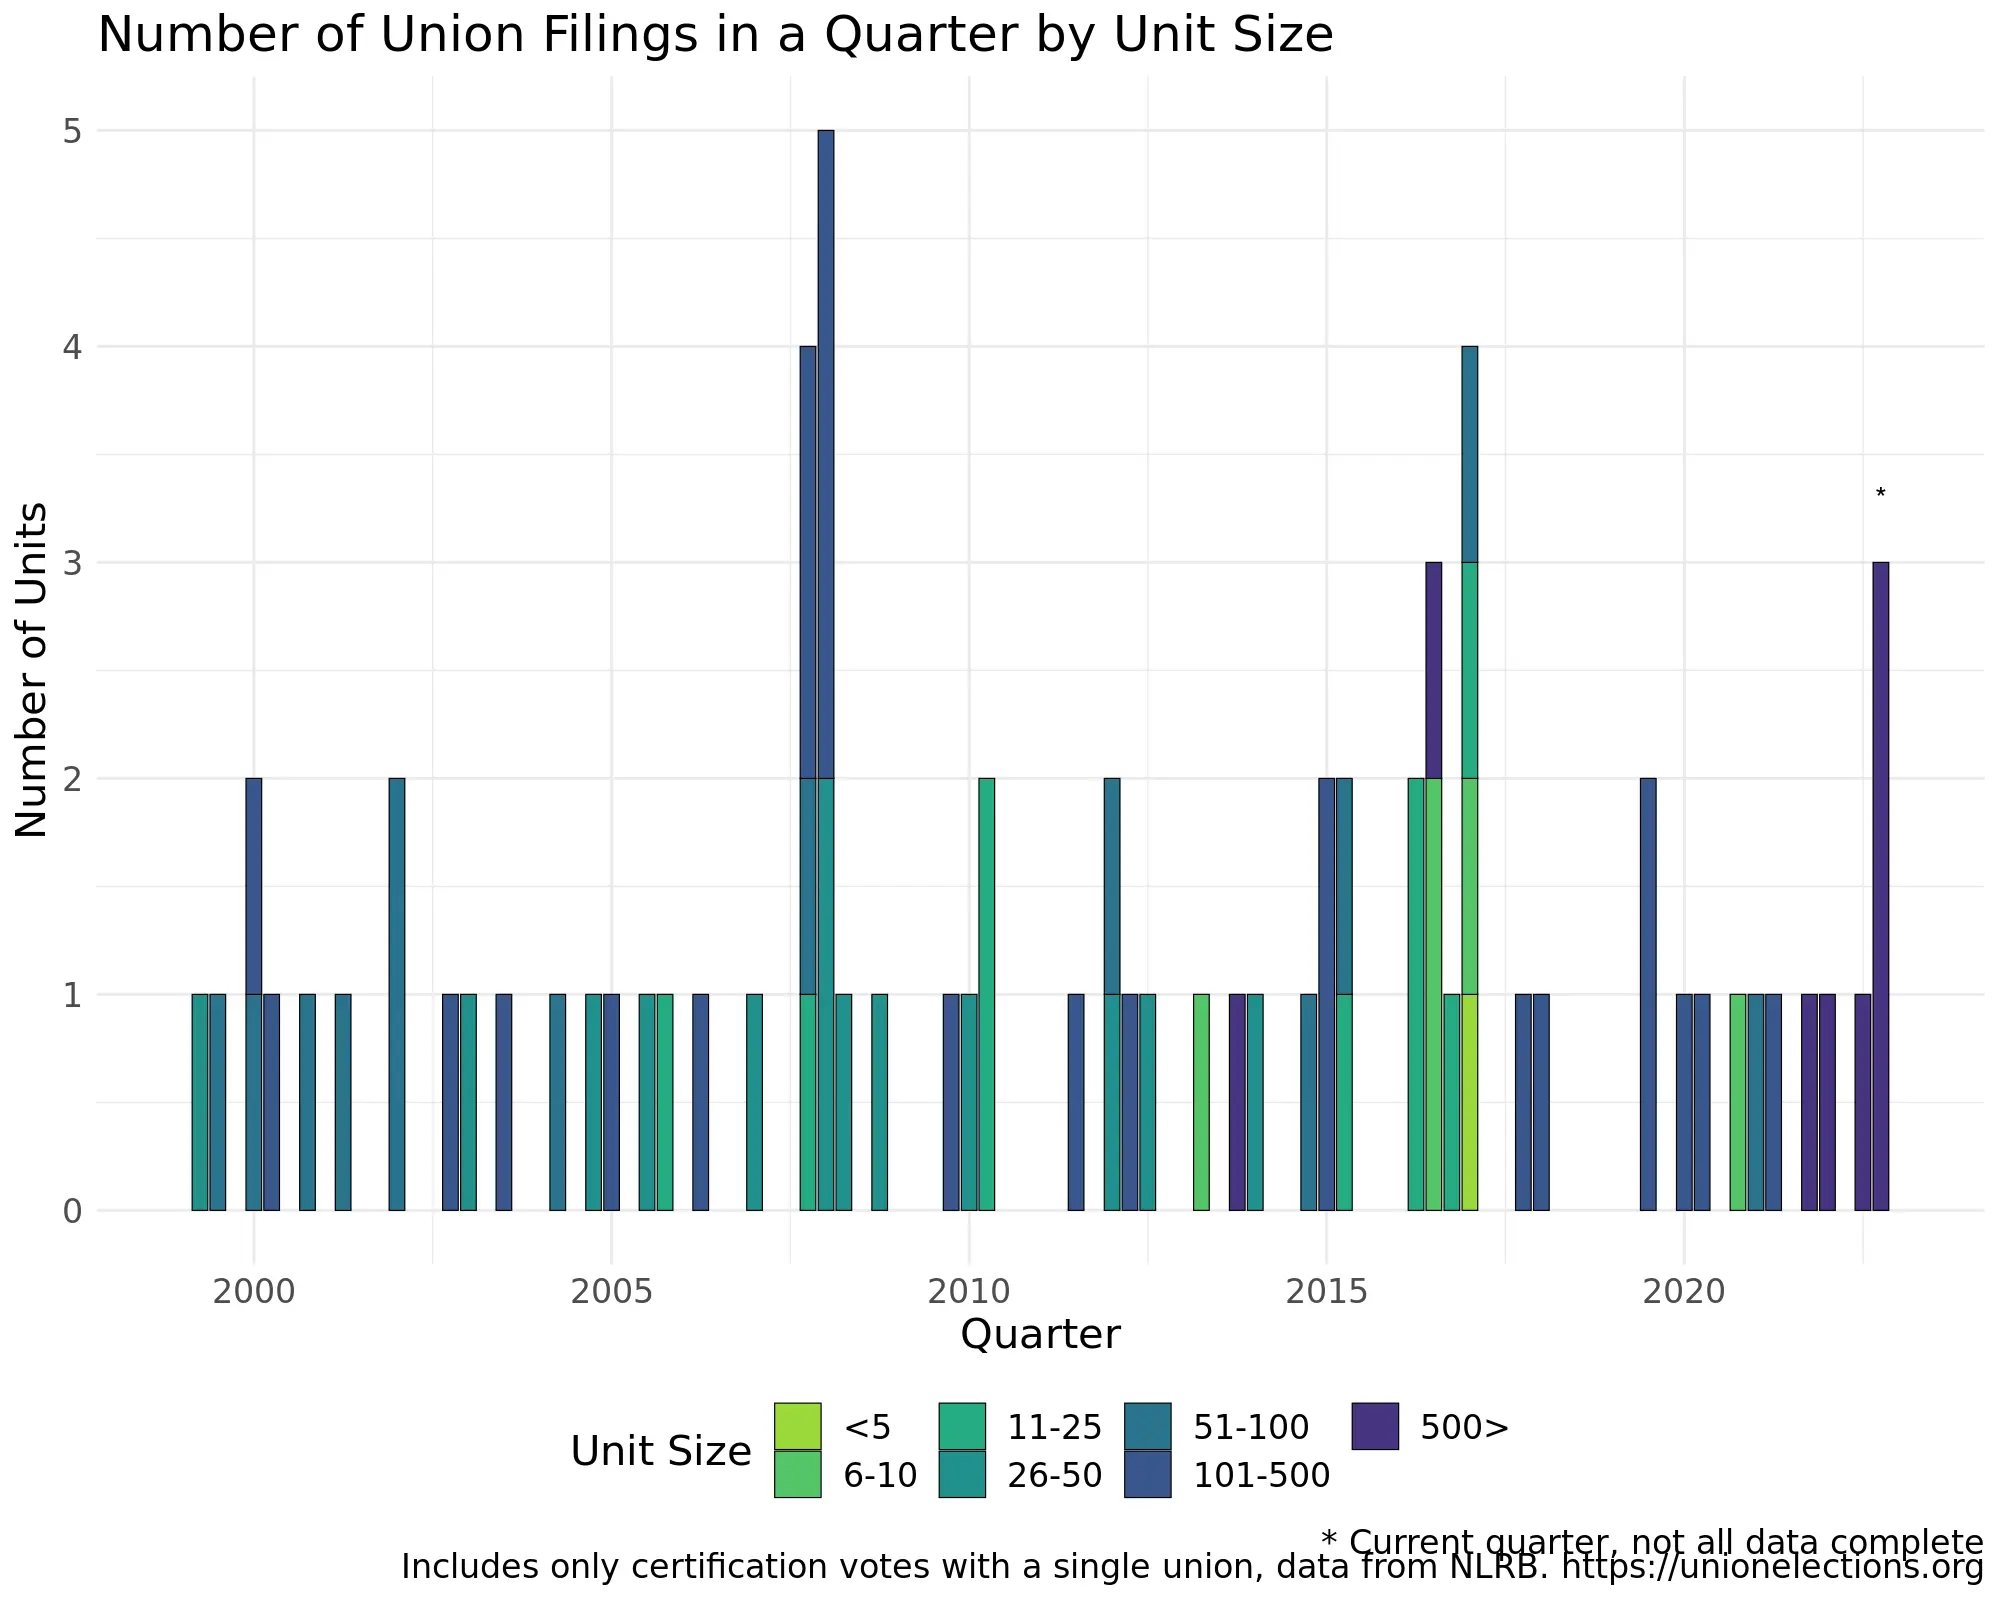 Number of Union Filings in a Quarter by Unit Size
Number of Units
5
4
3
2
1
0
*
2000 2005 2010 2015 2020
Quarter
Unit Size
<5 11-25 51-100 500>
6-10 26-50 101-500
* Current quarter, not all data complete
Includes only certification votes with a single union, data from NLRB. https://unionelections.org